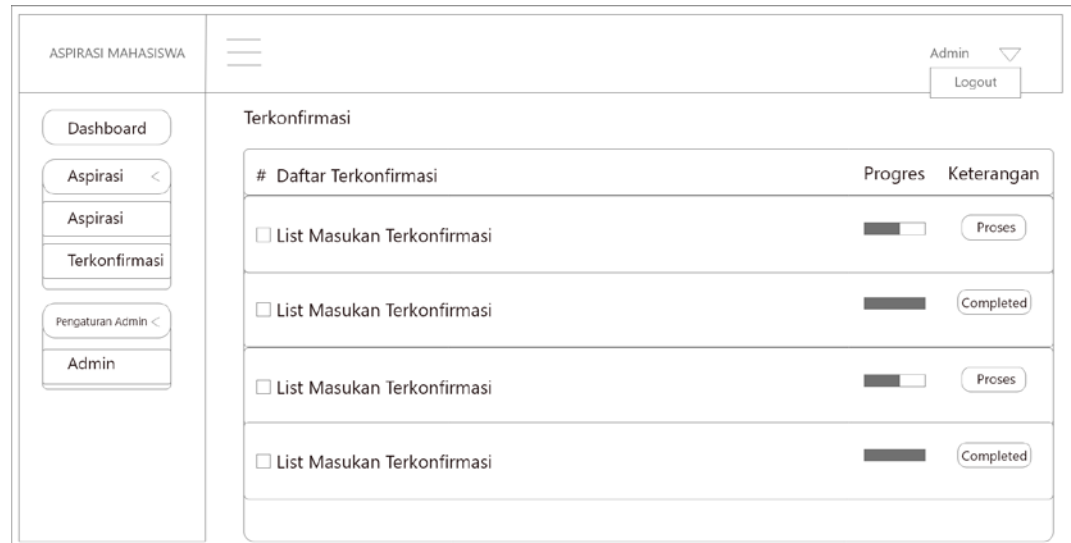 ASPIRASI MAHASISWA
Admin
Logout
Dashboard
Aspirasi <
Aspirasi
Terkonfirmasi
Pengaturan Admin <
Admin
Terkonfirmasi
# Daftar Terkonfirmasi Progres Keterangan
List Masukan Terkonfirmasi Proses
List Masukan Terkonfirmasi Completed
List Masukan Terkonfirmasi Proses
List Masukan Terkonfirmasi Completed